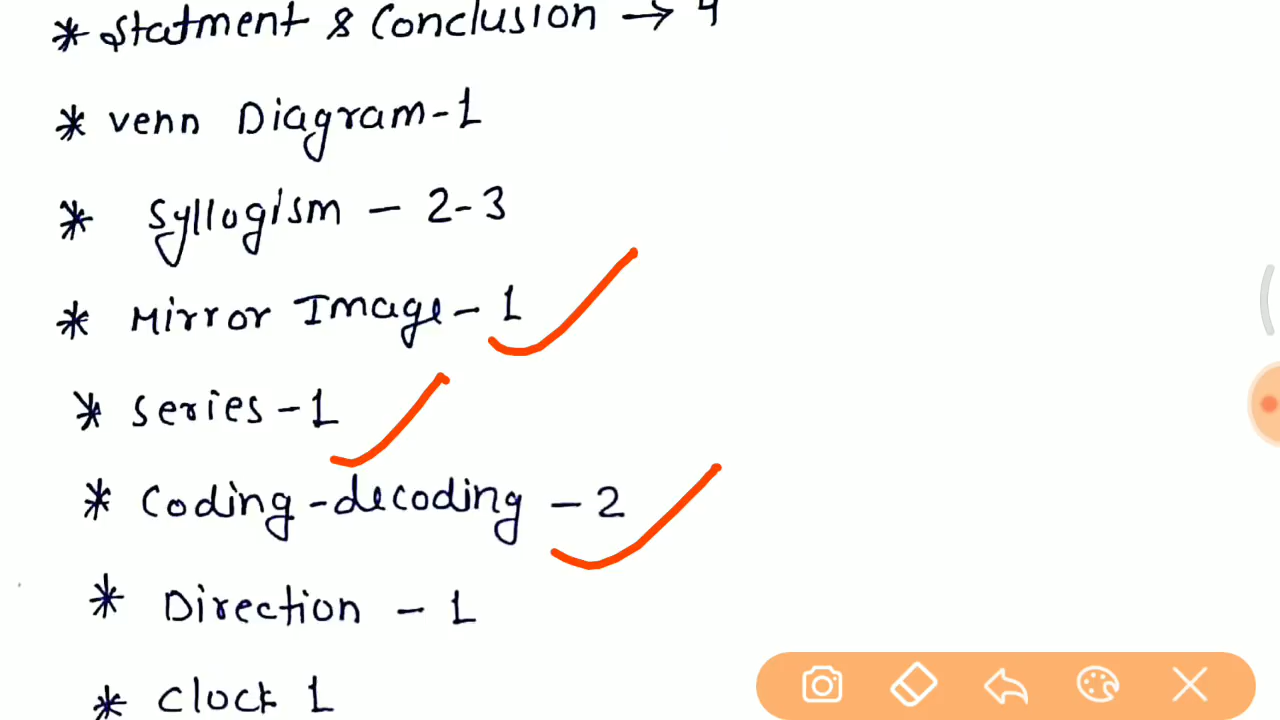 * Statment & Conclusion → 4
* venn Diagram - 1
* Syllogism - 2-3
* Mirror Image - 1
* Series - 1
* Coding-decoding - 2
* Direction - 1
* Clock 1